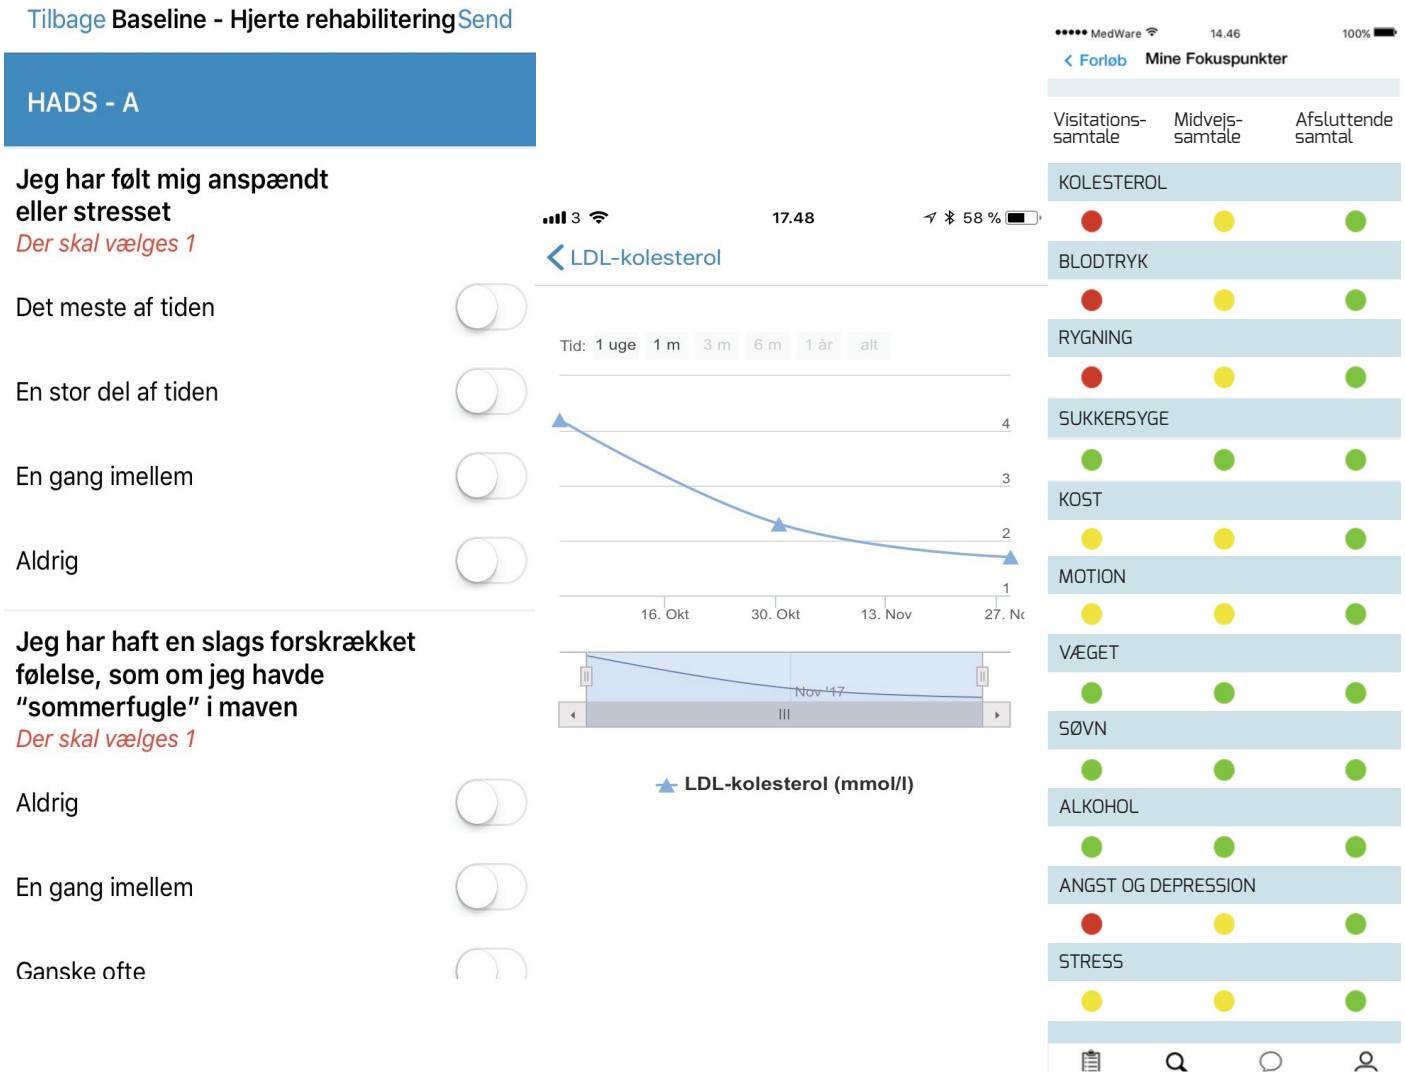 Tilbage Baseline - Hjerte rehabilitering Send
HADS - A
Jeg har følt mig anspændt
eller stresset
Der skal vælges 1
Det meste af tiden
En stor del af tiden
En gang imellem
Aldrig
Jeg har haft en slags forskrækket
følelse, som om jeg havde
“sommerfugle” i maven
Der skal vælges 1
Aldrig
En gang imellem
Ganske ofte
3 17.48 58 %
LDL-kolesterol
Tid: 1 uge 1 m 3 m 6 m 1 år alt
4
3
2
1
16. Okt 30. Okt 13. Nov 27. No
Nov '17
LDL-kolesterol (mmol/l)
MedWare 14.46 100%
Forløb Mine Fokuspunkter
Visitations- Midvejs- Afsluttende
samtale samtale samtal
KOLESTEROL
BLODTRYK
RYGNING
SUKKERSYGE
KOST
MOTION
VÆGET
SØVN
ALKOHOL
ANGST OG DEPRESSION
STRESS